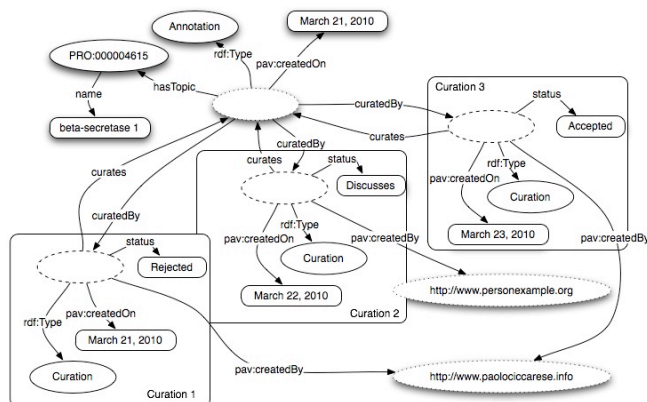 Annotation
March 21, 2010
rdf:Type
pav:createdOn
PRO:000004615
hasTopic
name
beta-secretase 1
curatedBy
curates
Curation 3
status
Accepted
rdf:Type
pav:createdOn
Curation
March 23, 2010
pav:createdBy
curates
curatedBy
curates
curatedBy
status
Discusses
rdf:Type
pav:createdOn
pav:createdBy
Curation
March 22, 2010
Curation 2
http://www.personexample.org
status
Rejected
rdf:Type
pav:createdOn
March 21, 2010
Curation
Curation 1
pav:createdBy
http://www.paolociccarese.info